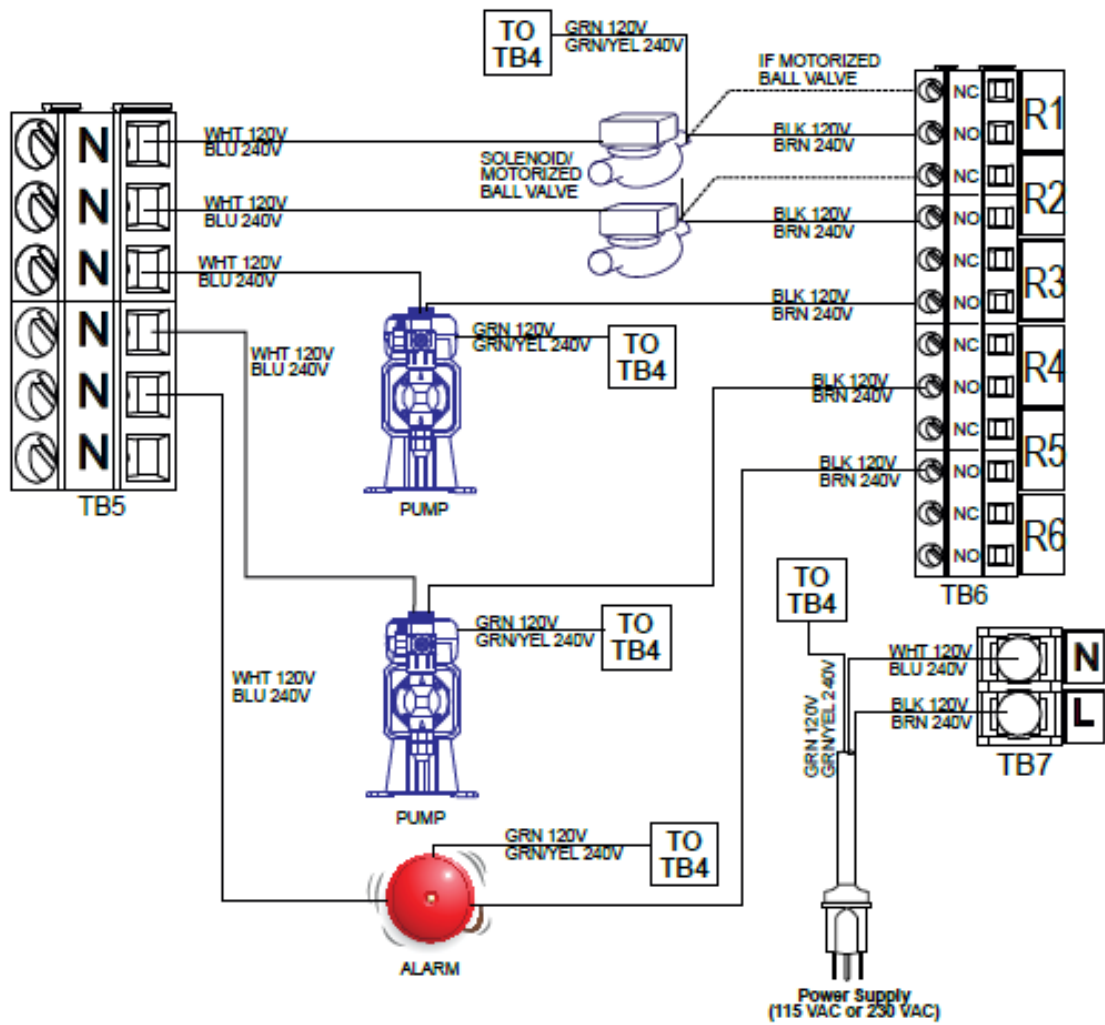 TO
TB4
GRN 120V
GRN/YEL 240V
IF MOTORIZED
BALL VALVE
N
WHT 120V
BLU 240V
SOLENOID/
MOTORIZED
BALL VALVE
BLK 120V
BRN 240V
NC
NO
R1
N
WHT 120V
BLU 240V
BLK 120V
BRN 240V
NC
NO
R2
N
WHT 120V
BLU 240V
BLK 120V
BRN 240V
NC
NO
R3
N
WHT 120V
BLU 240V
GRN 120V
GRN/YEL 240V
TO
TB4
BLK 120V
BRN 240V
NC
NO
R4
N
BLK 120V
BRN 240V
NC
NO
R5
N
TB5
PUMP
NC
NO
R6
TB6
GRN 120V
GRN/YEL 240V
TO
TB4
WHT 120V
BLU 240V
PUMP
TO
TB4
WHT 120V
BLU 240V
N
BLK 120V
BRN 240V
L
TB7
GRN 120V
GRN/YEL 240V
GRN 120V
GRN/YEL 240V
TO
TB4
ALARM
Power Supply
(115 VAC or 230 VAC)